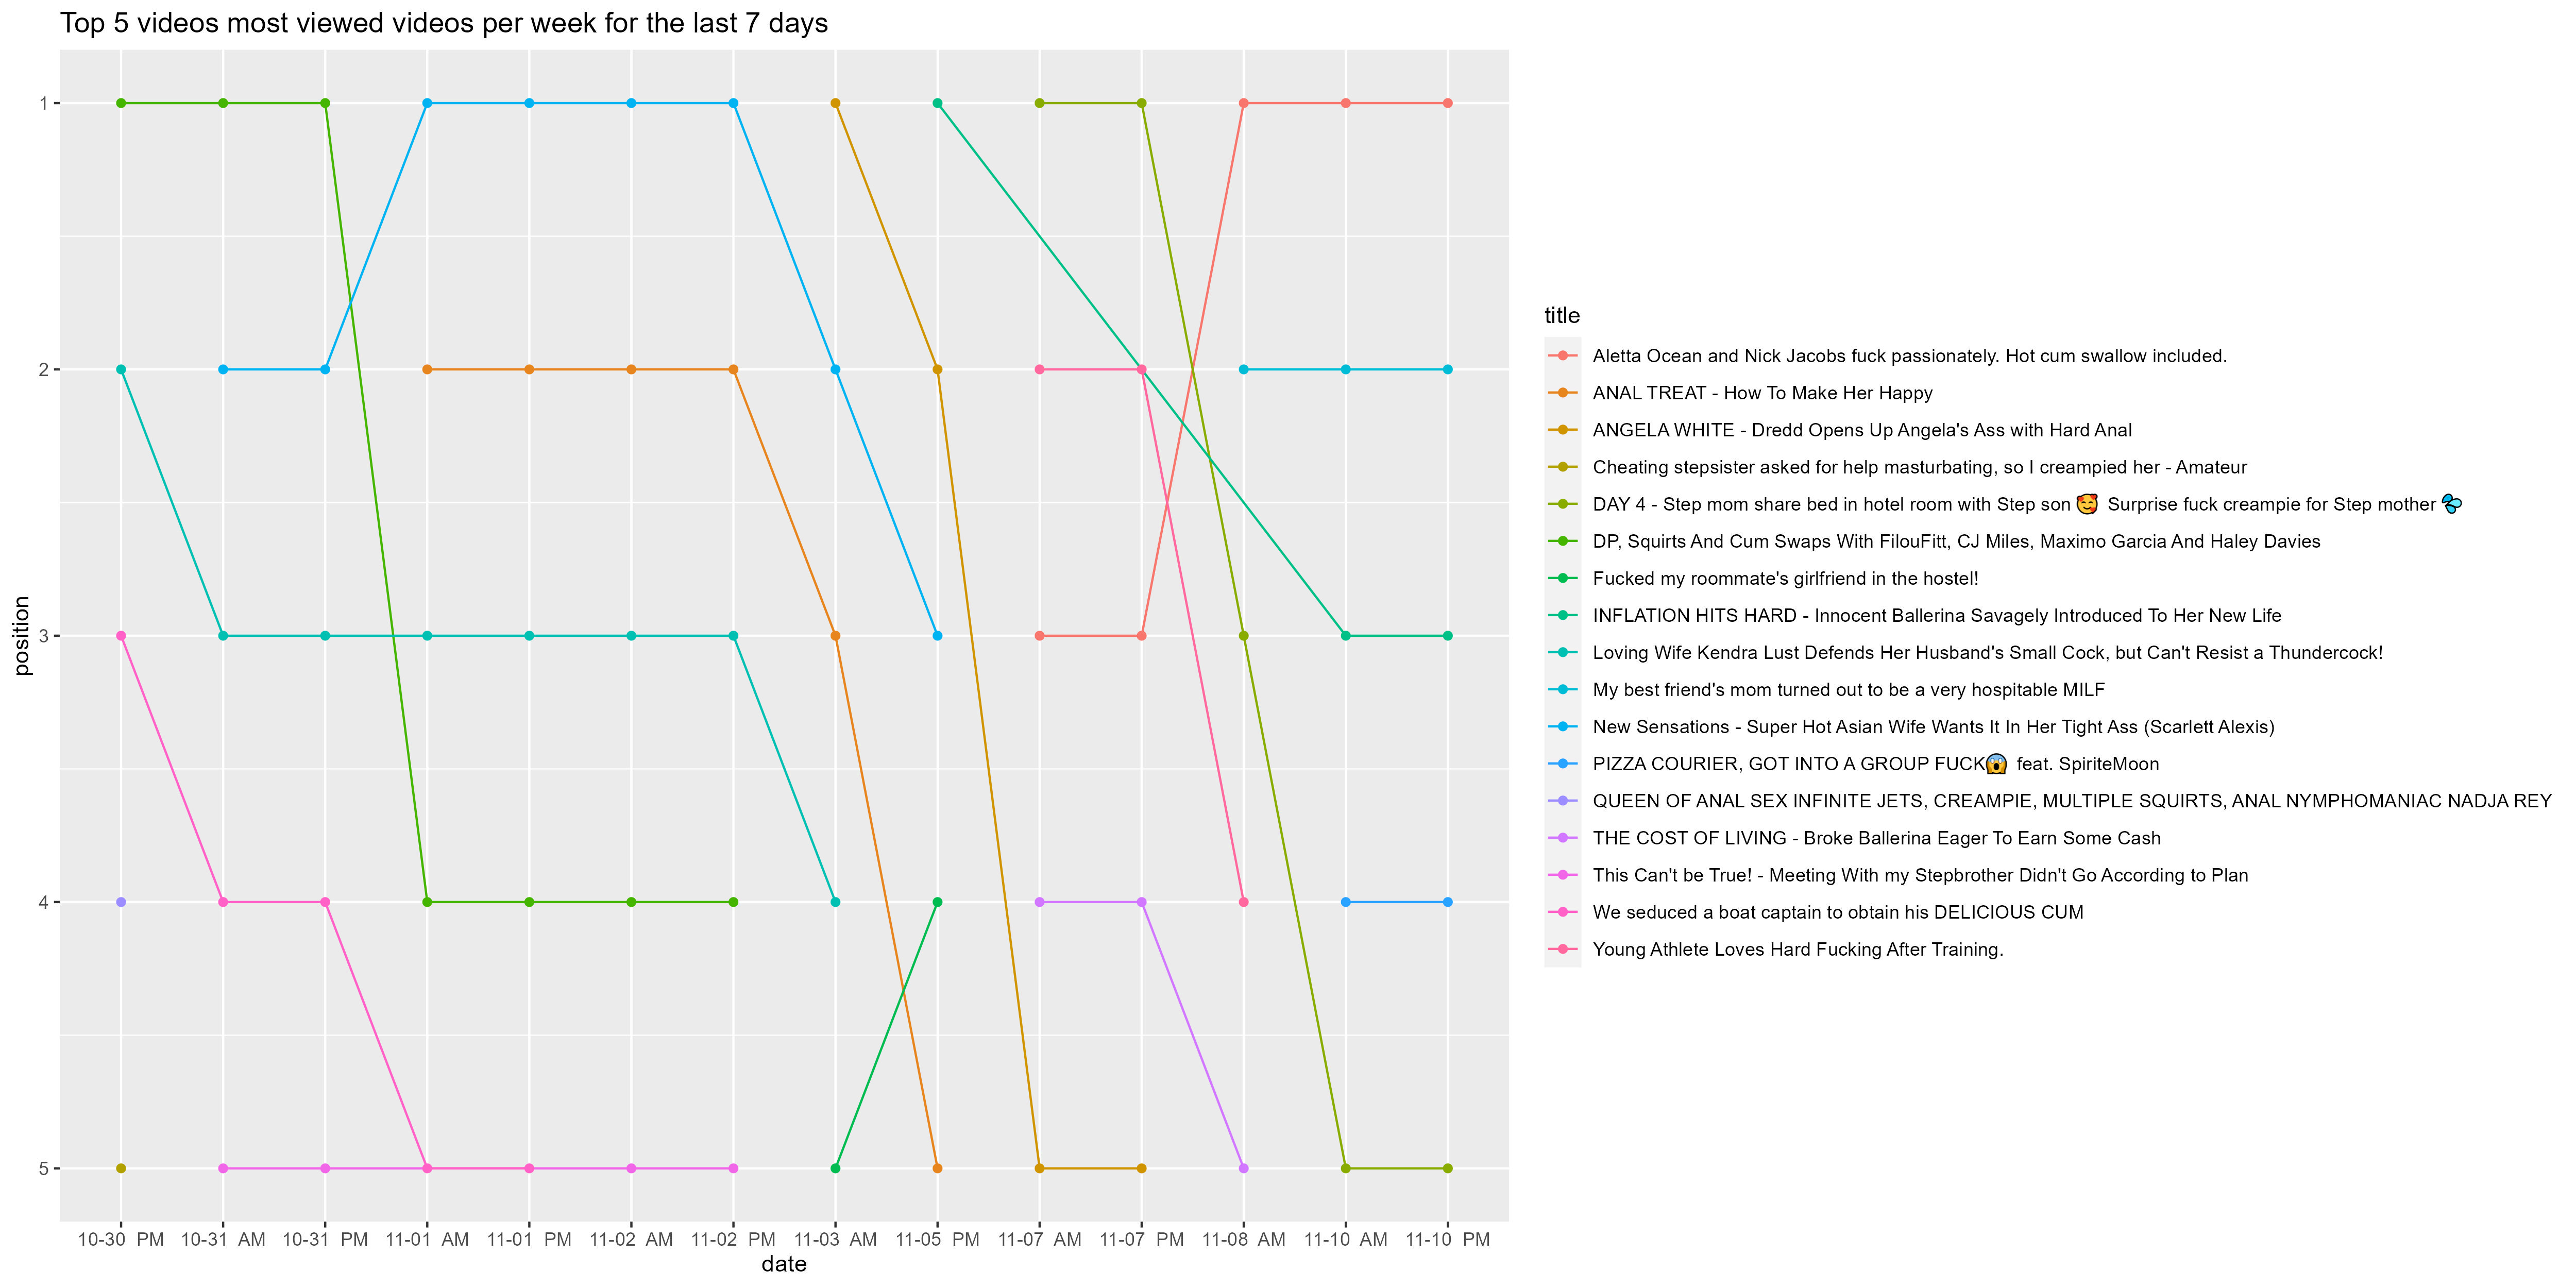 Top 5 videos most viewed videos per week for the last 7 days
position
1
2
3
4
5
10-30 PM 10-31 AM 10-31 PM 11-01 AM 11-01 PM 11-02 AM 11-02 PM 11-03 AM 11-05 PM 11-07 AM 11-07 PM 11-08 AM 11-10 AM 11-10 PM
date
title
Aletta Ocean and Nick Jacobs fuck passionately. Hot cum swallow included.
ANAL TREAT - How To Make Her Happy
ANGELA WHITE - Dredd Opens Up Angela's Ass with Hard Anal
Cheating stepsister asked for help masturbating, so I creampied her - Amateur
DAY 4 - Step mom share bed in hotel room with Step son 🥰 Surprise fuck creampie for Step mother 💦
DP, Squirts And Cum Swaps With FilouFitt, CJ Miles, Maximo Garcia And Haley Davies
Fucked my roommate's girlfriend in the hostel!
INFLATION HITS HARD - Innocent Ballerina Savagely Introduced To Her New Life
Loving Wife Kendra Lust Defends Her Husband's Small Cock, but Can't Resist a Thundercock!
My best friend's mom turned out to be a very hospitable MILF
New Sensations - Super Hot Asian Wife Wants It In Her Tight Ass (Scarlett Alexis)
PIZZA COURIER, GOT INTO A GROUP FUCK😱 feat. SpiriteMoon
QUEEN OF ANAL SEX INFINITE JETS, CREAMPIE, MULTIPLE SQUIRTS, ANAL NYMPHOMANIAC NADJA REY
THE COST OF LIVING - Broke Ballerina Eager To Earn Some Cash
This Can't be True! - Meeting With my Stepbrother Didn't Go According to Plan
We seduced a boat captain to obtain his DELICIOUS CUM
Young Athlete Loves Hard Fucking After Training.